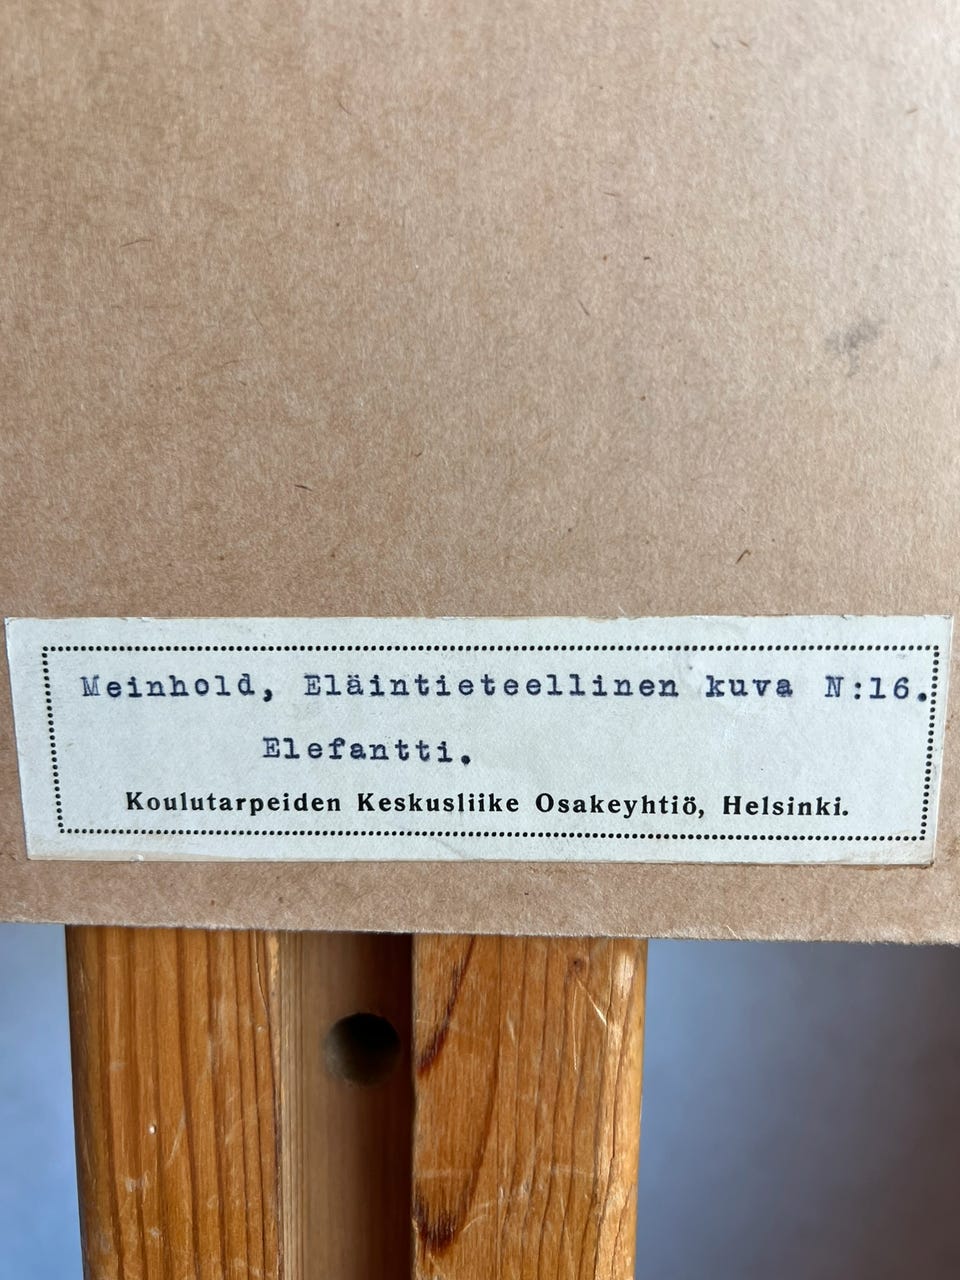 Meinhold, Eläintieteellinen kuva N:16.
Elefantti.
Koulutarpeiden Keskusliike Osakeyhtiö, Helsinki.